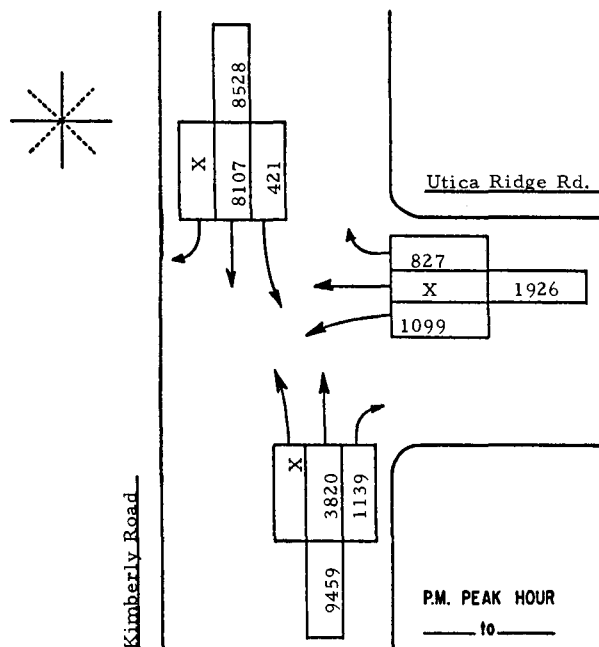 8528
X
8107
421
Utica Ridge Rd.
827
X
1926
1099
X
3820
1139
9459
Kimberly Road
P.M. PEAK HOUR
to